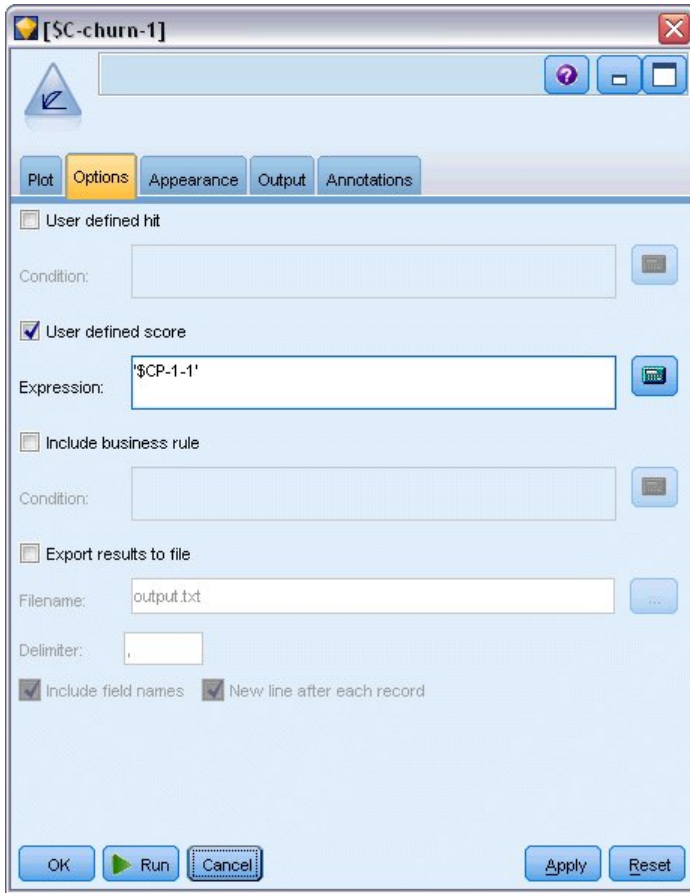 [$C-churn-1]
Plot Options Appearance Output Annotations
User defined hit
Condition:
User defined score
Expression: '$CP-1-1'
Include business rule
Condition:
Export results to file
Filename: output.txt ...
Delimiter: ,
Include field names New line after each record
OK Run Cancel Apply Reset